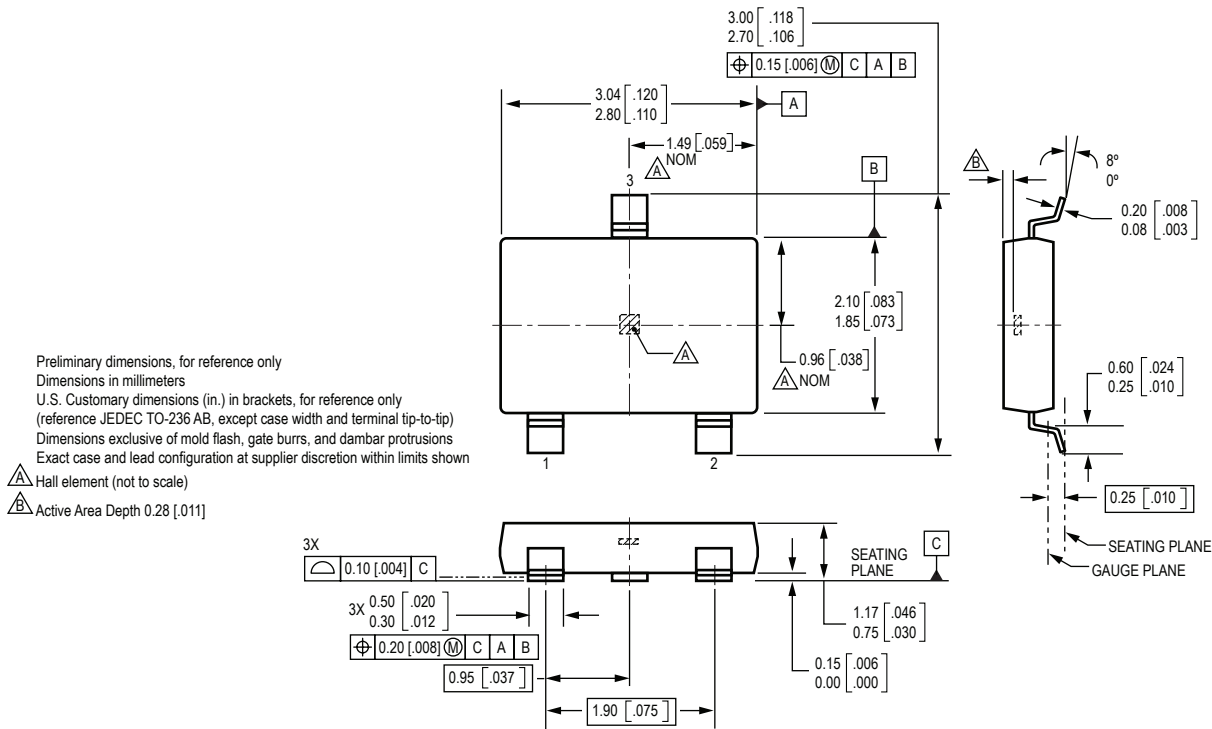 3.00 [ .118
2.70 [ .106 ]
⌖ 0.15 [.006] Ⓜ C A B
3.04 [ .120 ]
2.80 [ .110 ]
A
1.49 [.059]
A NOM
3
B
B
8º
0º
0.20 [ .008 ]
0.08 [ .003 ]
2.10 [ .083 ]
1.85 [ .073 ]
A
0.96 [.038]
A NOM
0.60 [ .024 ]
0.25 [ .010 ]
Preliminary dimensions, for reference only
Dimensions in millimeters
U.S. Customary dimensions (in.) in brackets, for reference only
(reference JEDEC TO-236 AB, except case width and terminal tip-to-tip)
Dimensions exclusive of mold flash, gate burrs, and dambar protrusions
Exact case and lead configuration at supplier discretion within limits shown
A Hall element (not to scale)
B Active Area Depth 0.28 [.011]
1
2
0.25 [ .010 ]
SEATING PLANE
GAUGE PLANE
3X
⌓ 0.10 [.004] C
SEATING
PLANE
C
3X 0.50 [ .020 ]
0.30 [ .012 ]
⌖ 0.20 [.008] Ⓜ C A B
1.17 [ .046 ]
0.75 [ .030 ]
0.15 [ .006 ]
0.00 [ .000 ]
0.95 [ .037 ]
1.90 [ .075 ]